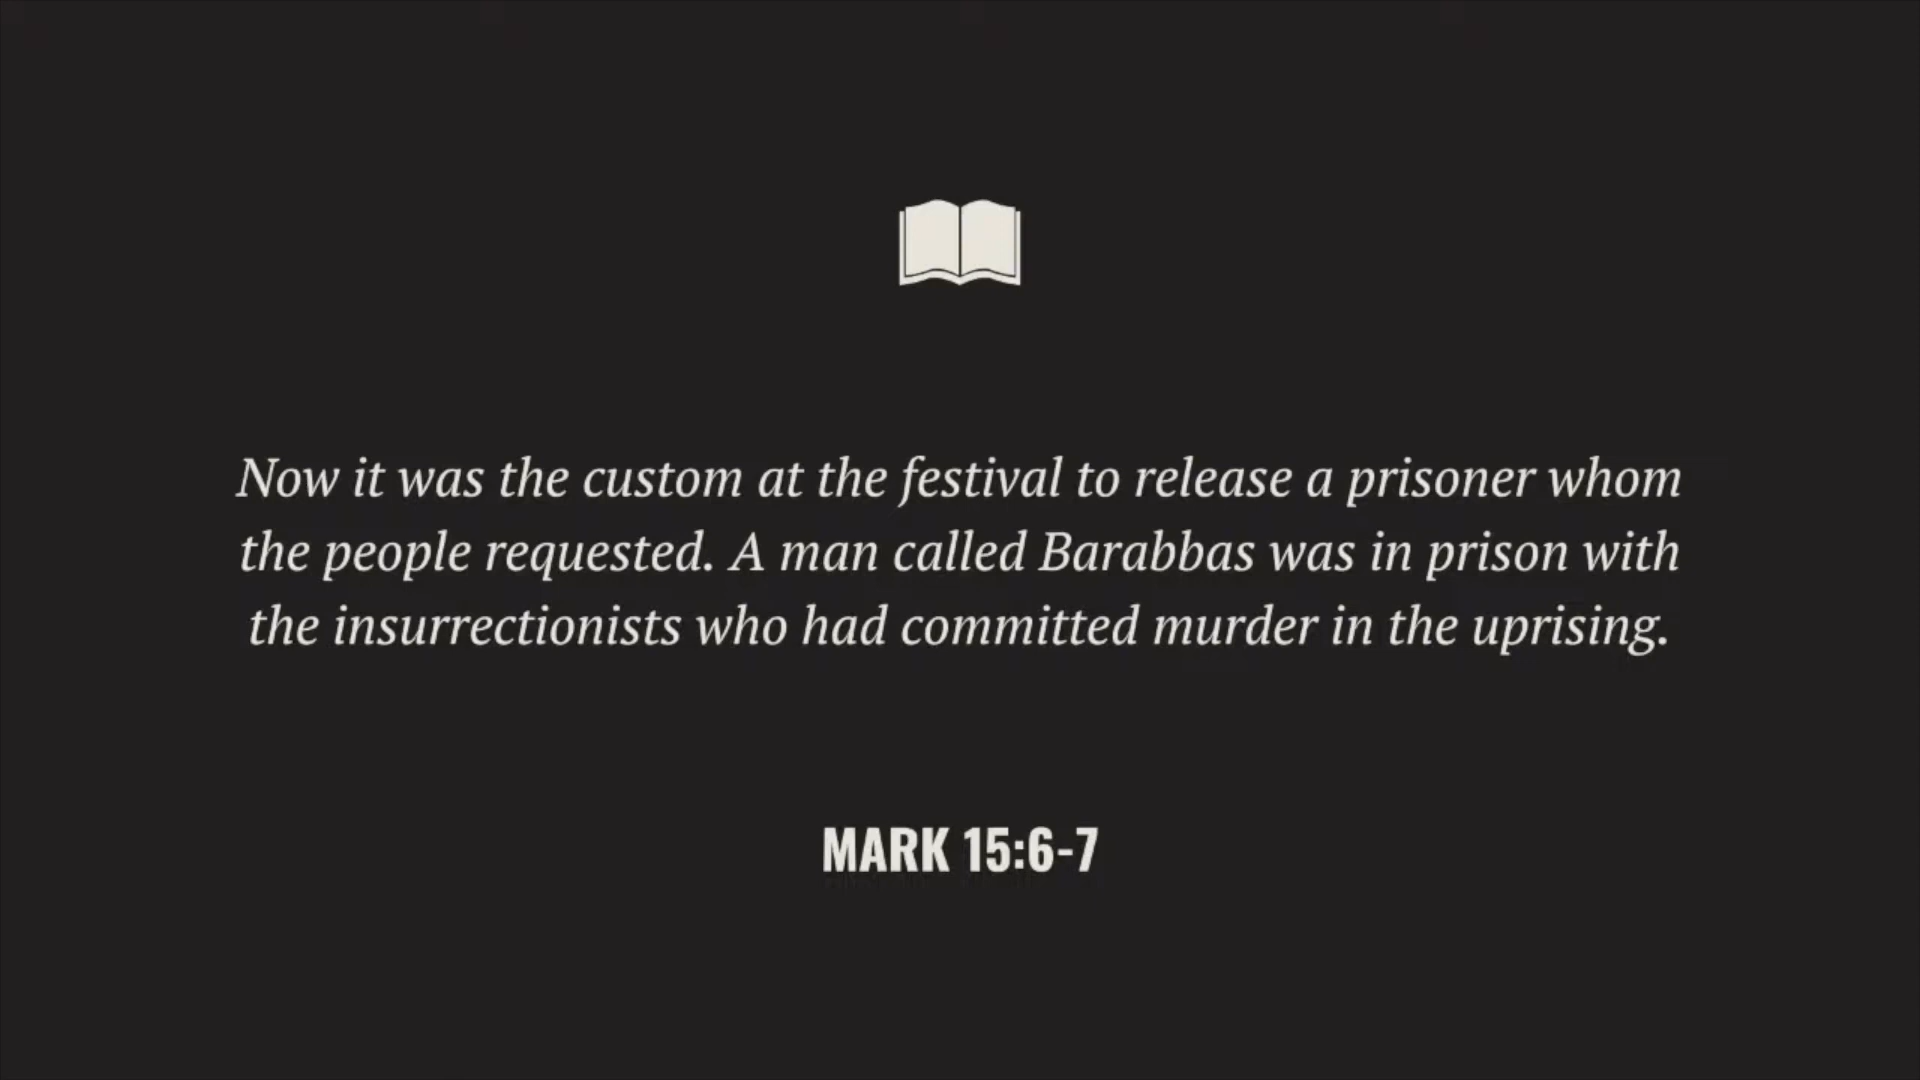 Now it was the custom at the festival to release a prisoner whom
the people requested. A man called Barabbas was in prison with
the insurrectionists who had committed murder in the uprising.
MARK 15:6-7